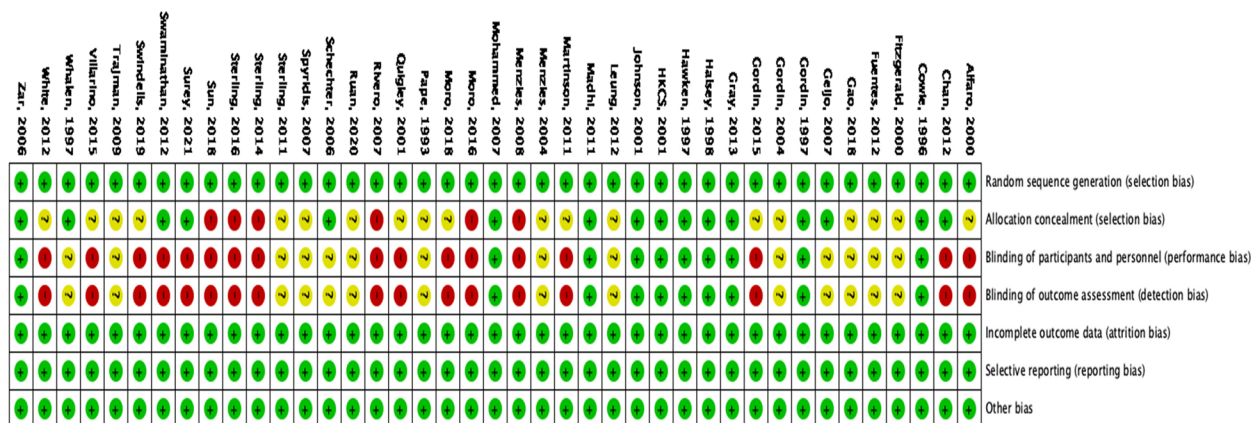 Alfaro, 2000
Chan, 2012
Cowie, 1996
Fitzgerald, 2000
Fuentes, 2012
Gao, 2018
Geijo, 2007
Gordin, 1997
Gordin, 2004
Gordin, 2015
Gray, 2013
Halsey, 1998
Hawken, 1997
HKCS, 2001
Johnson, 2001
Leung, 2012
Madhi, 2011
Martinson, 2011
Menzies, 2004
Menzies, 2008
Mohammed, 2007
Moro, 2016
Moro, 2018
Pape, 1993
Quigley, 2001
Rivero, 2007
Ruan, 2020
Schechter, 2006
Spyridis, 2007
Sterling, 2011
Sterling, 2014
Sterling, 2016
Sun, 2018
Surey, 2021
Swaminathan, 2012
Swindells, 2019
Trajman, 2009
Villarino, 2015
Whalen, 1997
White, 2012
Zar, 2006
Random sequence generation (selection bias)
Allocation concealment (selection bias)
Blinding of participants and personnel (performance bias)
Blinding of outcome assessment (detection bias)
Incomplete outcome data (attrition bias)
Selective reporting (reporting bias)
Other bias